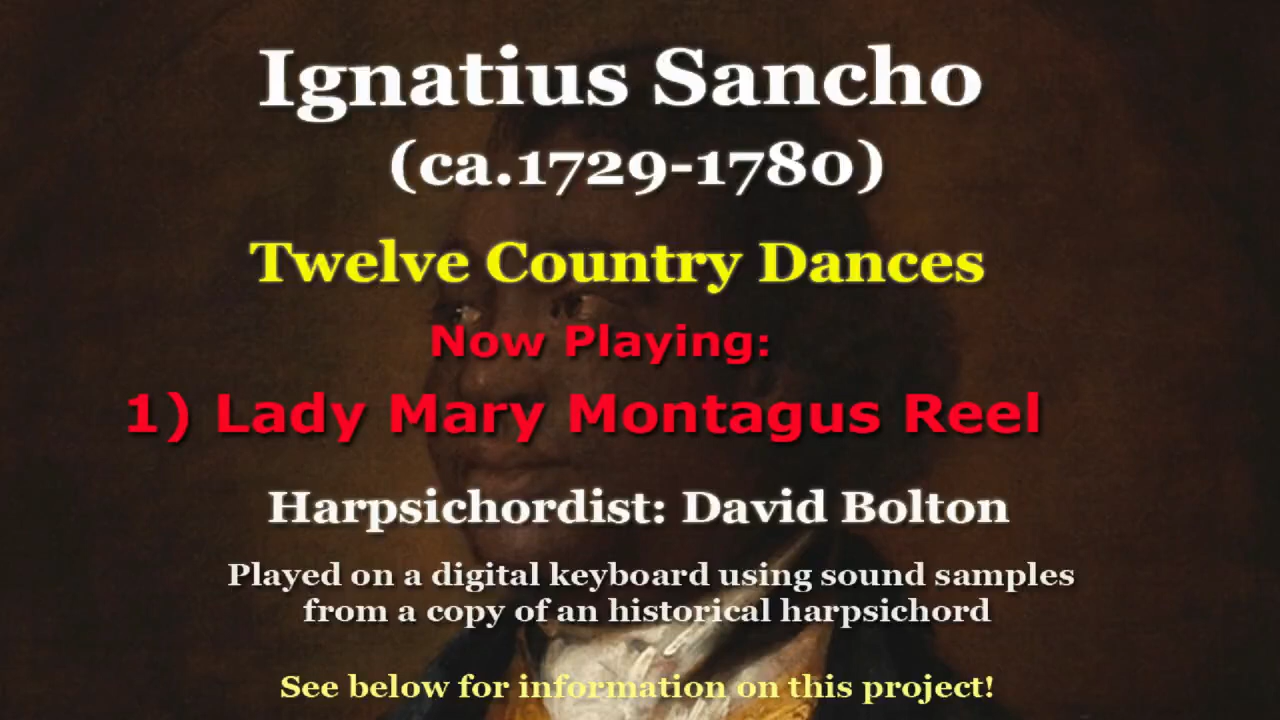 Ignatius Sancho
(ca.1729-1780)
Twelve Country Dances
Now Playing:
1) Lady Mary Montagus Reel
Harpsichordist: David Bolton
Played on a digital keyboard using sound samples
from a copy of an historical harpsichord
See below for information on this project!